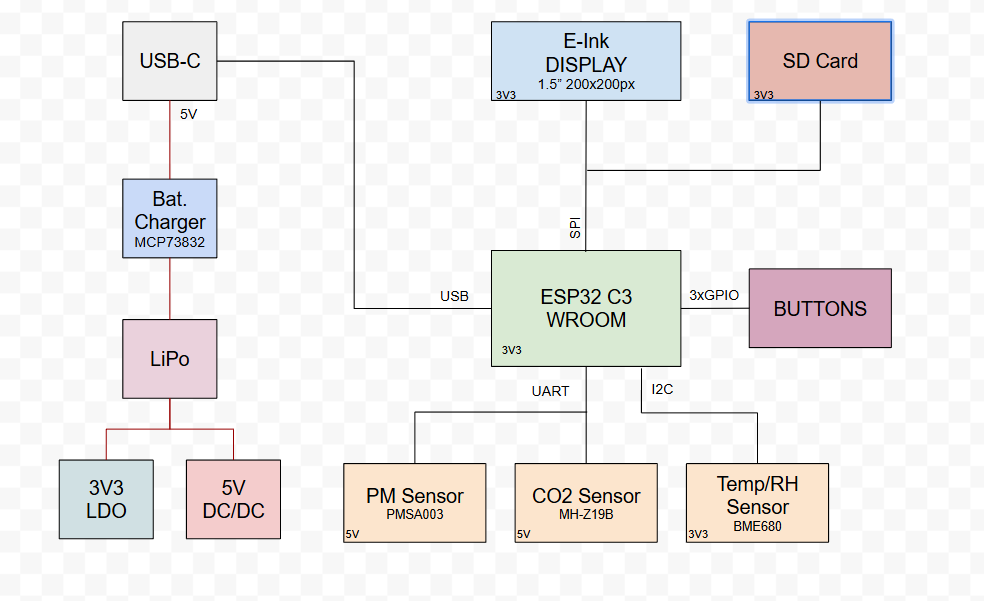 USB-C
5V
Bat.
Charger
MCP73832
LiPo
3V3
LDO
5V
DC/DC
E-Ink
DISPLAY
1.5” 200x200px
3V3
SD Card
3V3
SPI
USB
ESP32 C3
WROOM
3V3
3xGPIO
BUTTONS
UART
I2C
PM Sensor
PMSA003
5V
CO2 Sensor
MH-Z19B
5V
Temp/RH
Sensor
BME680
3V3